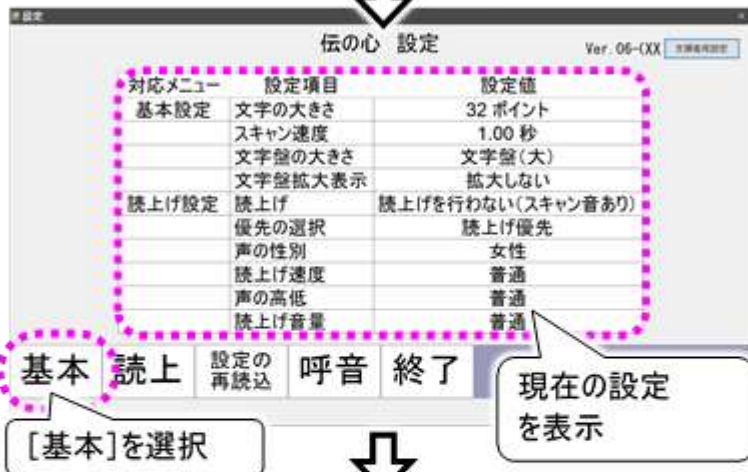 設定
伝の心 設定
Ver. 06-(XX
対応メニュー 設定項目 設定値
基本設定 文字の大きさ 32 ポイント
スキャン速度 1.00 秒
文字盤の大きさ 文字盤(大)
文字盤拡大表示 拡大しない
読上げ設定 読上げ 読上げを行わない(スキャン音あり)
優先の選択 読上げ優先
声の性別 女性
読上げ速度 普通
声の高低 普通
読上げ音量 普通
基本 読上 設定の 呼音 終了
再読込
現在の設定
を表示
[基本]を選択